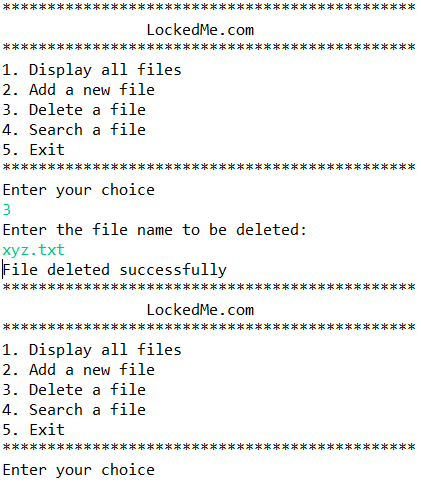 **********************************************
LockedMe.com
**********************************************
1. Display all files
2. Add a new file
3. Delete a file
4. Search a file
5. Exit
**********************************************
Enter your choice
3
Enter the file name to be deleted:
xyz.txt
File deleted successfully
**********************************************
LockedMe.com
**********************************************
1. Display all files
2. Add a new file
3. Delete a file
4. Search a file
5. Exit
**********************************************
Enter your choice